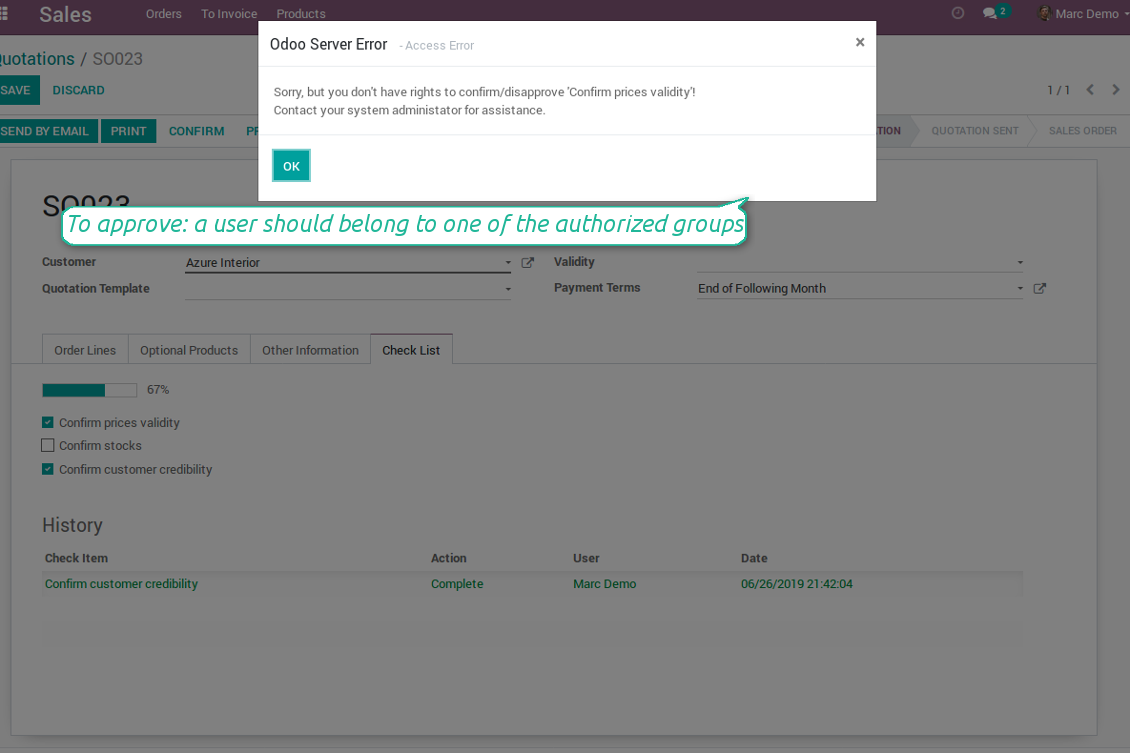 Sales Orders To Invoice Products 2 Marc Demo
uotations / SO023
SAVE DISCARD 1 / 1
SEND BY EMAIL PRINT CONFIRM PR TION QUOTATION SENT SALES ORDER
Odoo Server Error - Access Error ×
Sorry, but you don't have rights to confirm/disapprove 'Confirm prices validity'!
Contact your system administator for assistance.
OK
SO023
To approve: a user should belong to one of the authorized groups
Customer Azure Interior Validity
Quotation Template Payment Terms End of Following Month
Order Lines Optional Products Other Information Check List
67%
Confirm prices validity
Confirm stocks
Confirm customer credibility
History
Check Item Action User Date
Confirm customer credibility Complete Marc Demo 06/26/2019 21:42:04